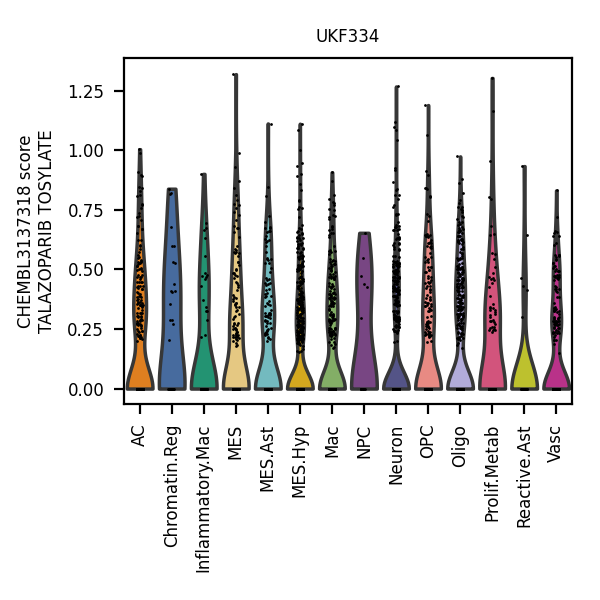 UKF334
CHEMBL3137318 score
TALAZOPARIB TOSYLATE
1.25
1.00
0.75
0.50
0.25
0.00
AC
Chromatin.Reg
Inflammatory.Mac
MES
MES.Ast
MES.Hyp
Mac
NPC
Neuron
OPC
Oligo
Prolif.Metab
Reactive.Ast
Vasc